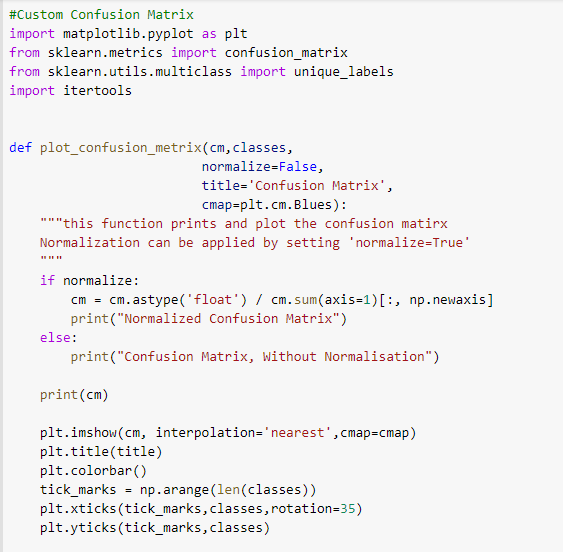 #Custom Confusion Matrix
import matplotlib.pyplot as plt
from sklearn.metrics import confusion_matrix
from sklearn.utils.multiclass import unique_labels
import itertools
def plot_confusion_metrix(cm,classes,
                         normalize=False,
                         title='Confusion Matrix',
                         cmap=plt.cm.Blues):
    """this function prints and plot the confusion matirx
    Normalization can be applied by setting 'normalize=True'
    """
    if normalize:
        cm = cm.astype('float') / cm.sum(axis=1)[:, np.newaxis]
        print("Normalized Confusion Matrix")
    else:
        print("Confusion Matrix, Without Normalisation")
    print(cm)
    plt.imshow(cm, interpolation='nearest',cmap=cmap)
    plt.title(title)
    plt.colorbar()
    tick_marks = np.arange(len(classes))
    plt.xticks(tick_marks,classes,rotation=35)
    plt.yticks(tick_marks,classes)